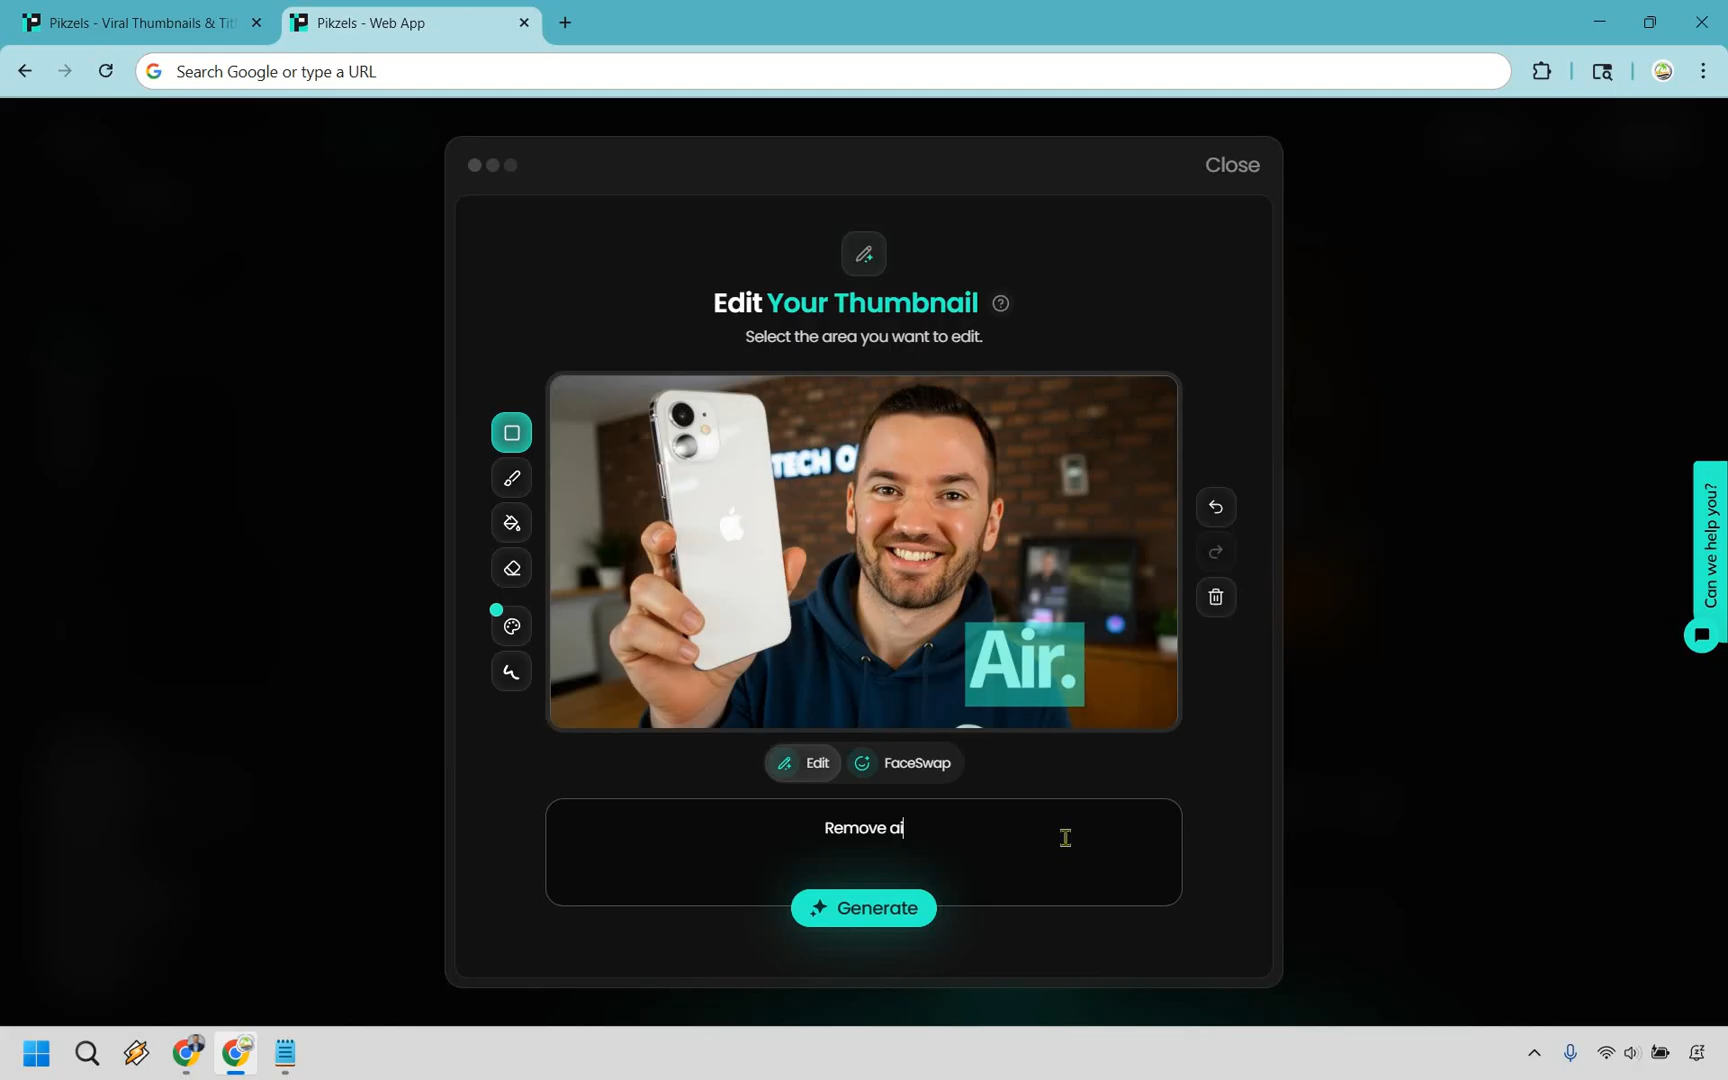 Pikzels - Viral Thumbnails & Tit
Pikzels - Web App
Search Google or type a URL
Close
Edit Your Thumbnail
Select the area you want to edit.
TECH O
Air.
Can we help you?
Edit
FaceSwap
Remove ai
Generate